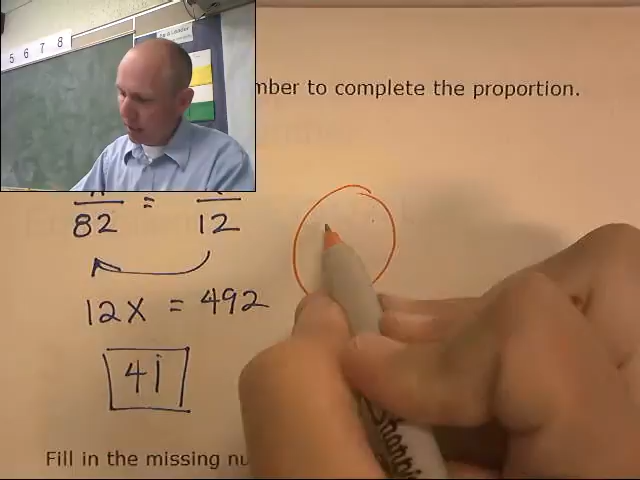 5 6 7 8
mber to complete the proportion.
82 = 12
12x = 492
41
Fill in the missing nu
Sharpie